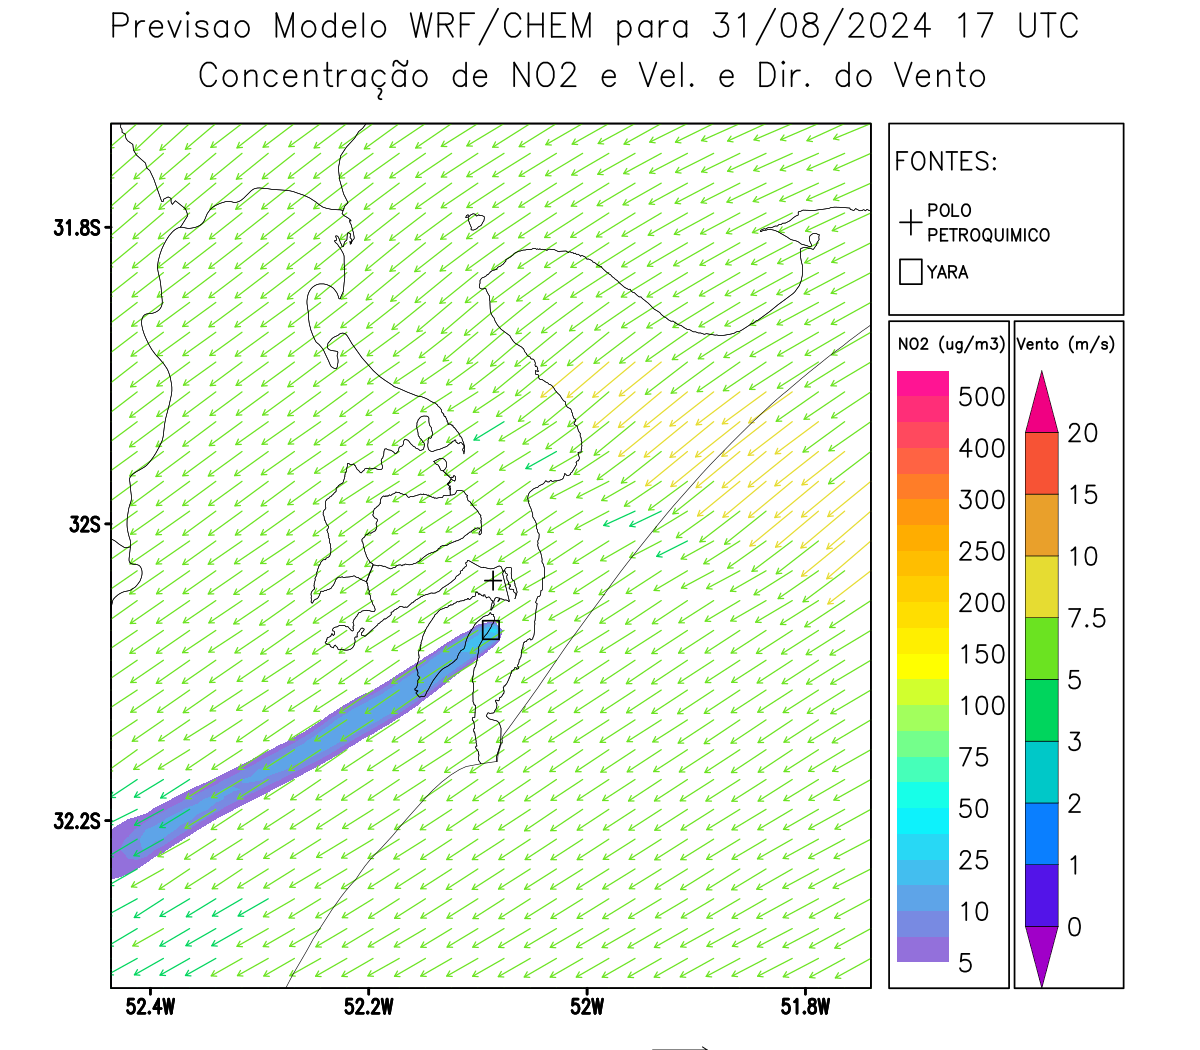 Previsao Modelo WRF/CHEM para 31/08/2024 17 UTC
Concentração de NO2 e Vel. e Dir. do Vento
FONTES:
POLO
PETROQUIMICO
YARA
NO2 (ug/m3)
500
400
300
250
200
150
100
75
50
25
10
5
Vento (m/s)
20
15
10
7.5
5
3
2
1
0
31.8S
32S
32.2S
52.4W
52.2W
52W
51.8W